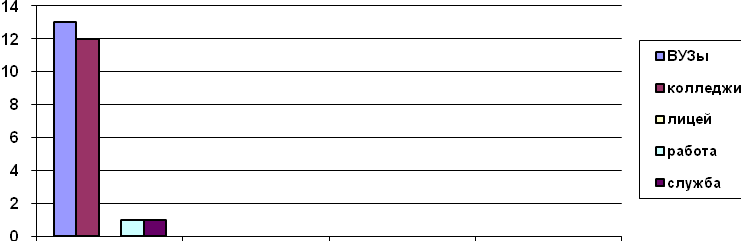 14
12
10
8
6
4
2
0
ВУЗы
колледжи
лицей
работа
служба